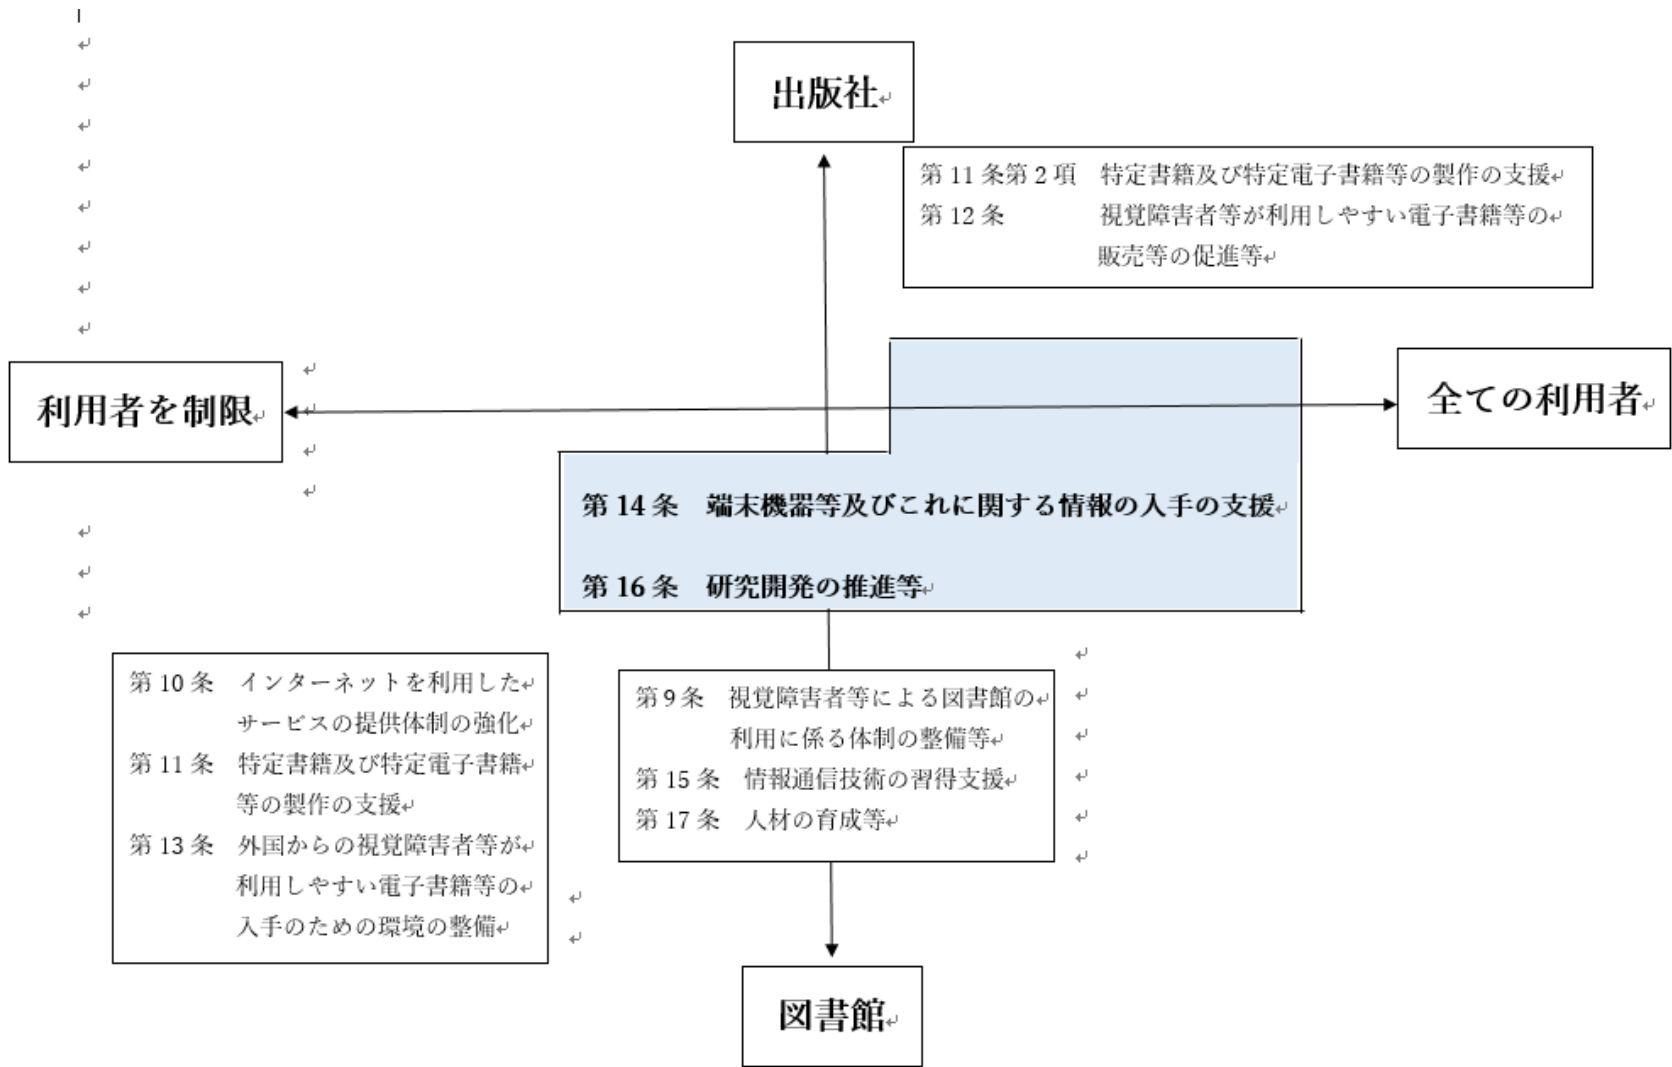 出版社
第 11 条第 2 項　特定書籍及び特定電子書籍等の製作の支援
第 12 条　　　　視覚障害者等が利用しやすい電子書籍等の
販売等の促進等
利用者を制限
全ての利用者
第 14 条　端末機器等及びこれに関する情報の入手の支援
第 16 条　研究開発の推進等
第 10 条　インターネットを利用した
サービスの提供体制の強化
第 11 条　特定書籍及び特定電子書籍
等の製作の支援
第 13 条　外国からの視覚障害者等が
利用しやすい電子書籍等の
入手のための環境の整備
第 9 条　視覚障害者等による図書館の
利用に係る体制の整備等
第 15 条　情報通信技術の習得支援
第 17 条　人材の育成等
図書館